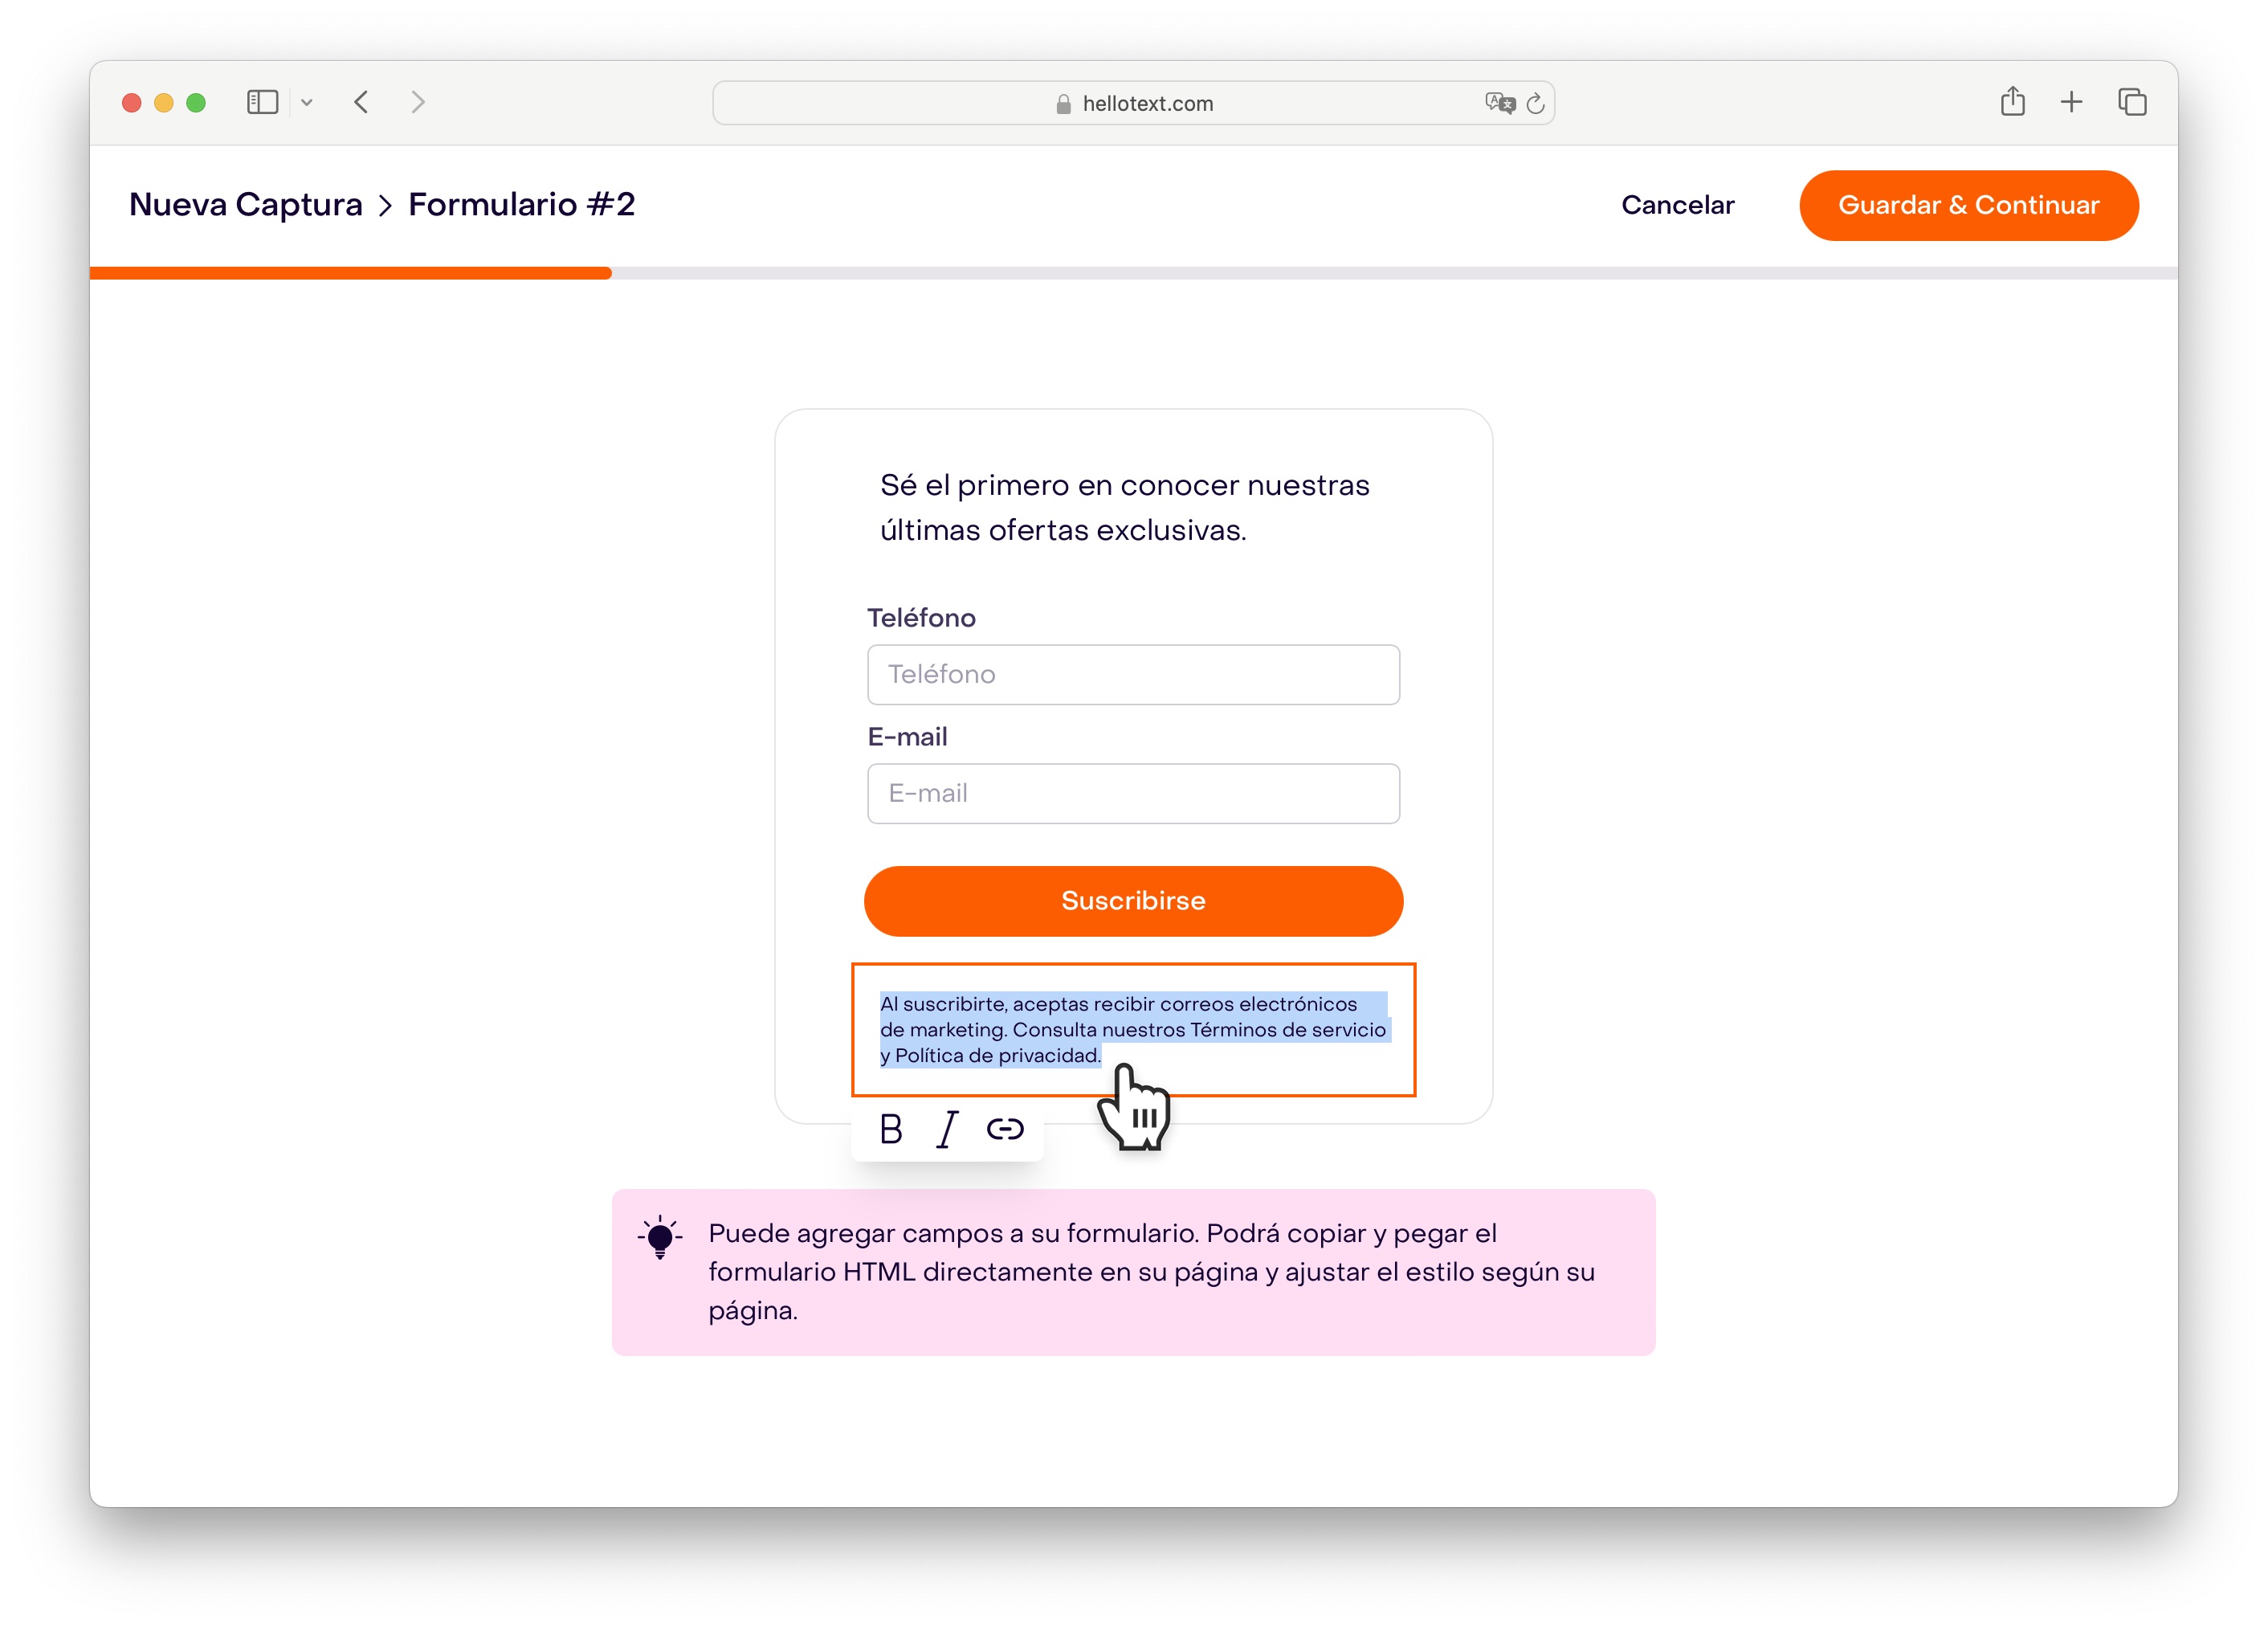 hellotext.com
Nueva Captura > Formulario #2
Cancelar
Guardar & Continuar
Sé el primero en conocer nuestras
últimas ofertas exclusivas.
Teléfono
Teléfono
E-mail
E-mail
Suscribirse
Al suscribirte, aceptas recibir correos electrónicos
de marketing. Consulta nuestros Términos de servicio
y Política de privacidad.
B I
Puede agregar campos a su formulario. Podrá copiar y pegar el
formulario HTML directamente en su página y ajustar el estilo según su
página.